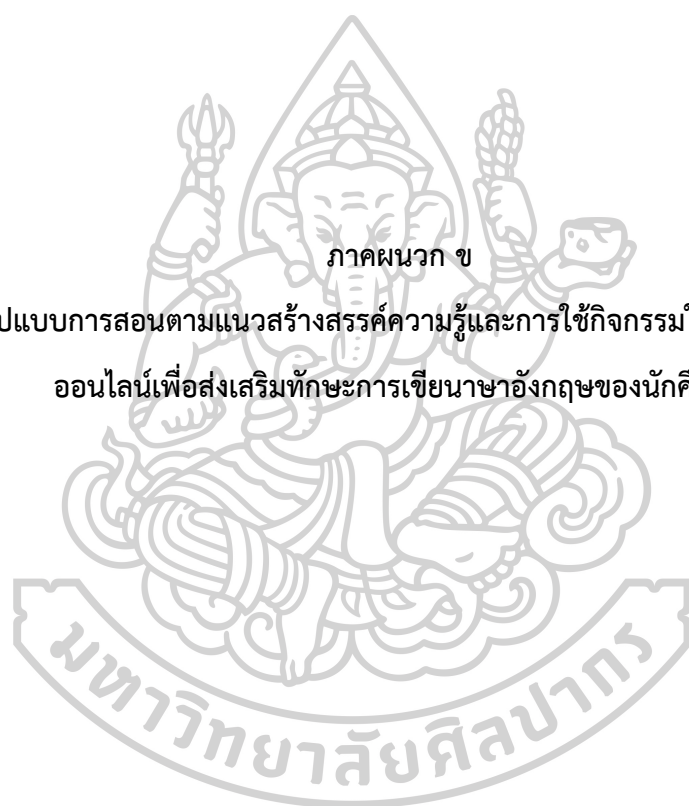 ภาคผนวก ข
ปแบบการสอนตามแนวสร้างสรรค์ความรู้และการใช้กิจกรรม
ออนไลน์เพื่อส่งเสริมทักษะการเขียนาษาอังกฤษของนัก
มหาวิทยาลัยศิลปากร